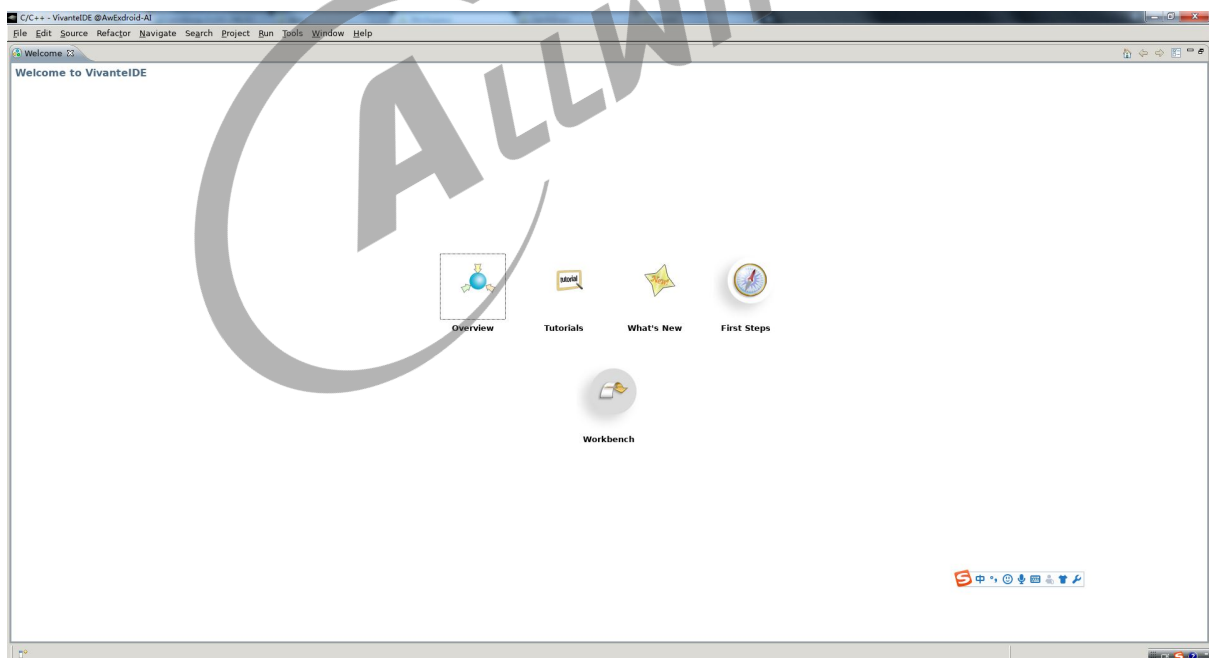 C/C++ - VivanteIDE @AwExdroid-AI
File Edit Source Refactor Navigate Search Project Run Tools Window Help
Welcome
Welcome to VivanteIDE
ALLWI
tutorial
Overview Tutorials What's New First Steps
Workbench
S 中